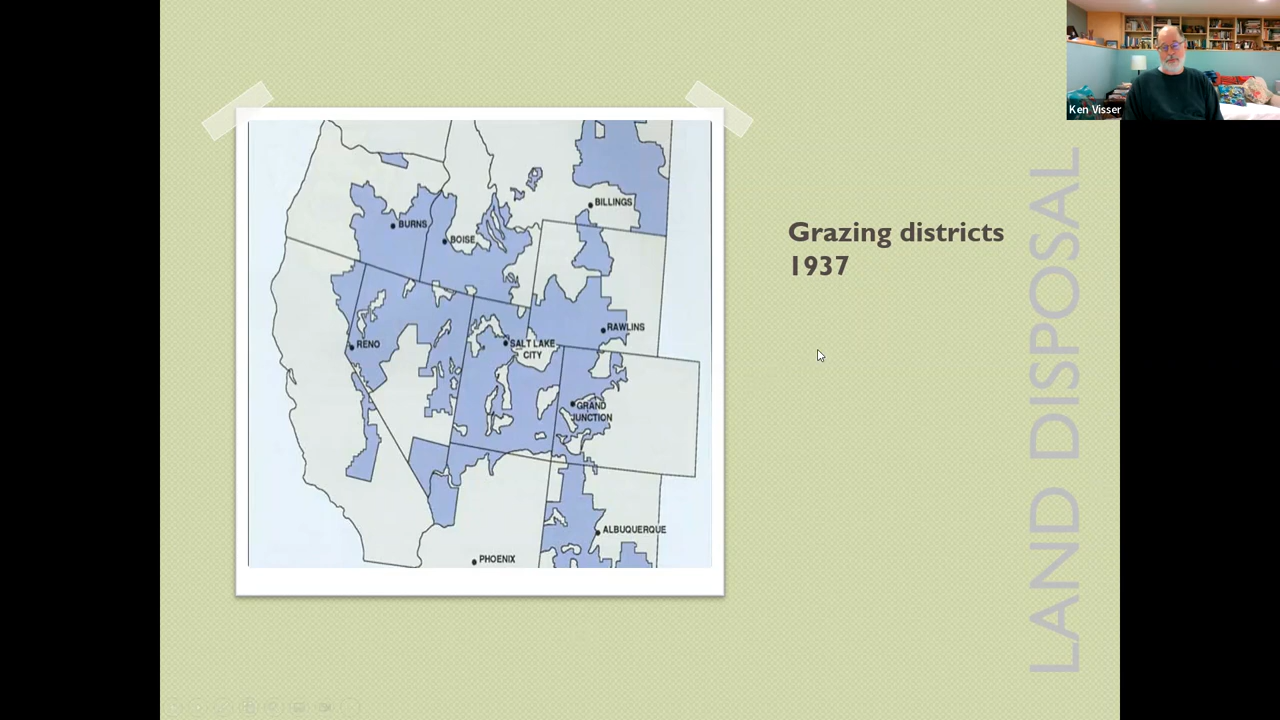 Ken Visser
BILLINGS
BURNS
BOISE
RAWLINS
RENO
SALT LAKE
CITY
GRAND
JUNCTION
ALBUQUERQUE
PHOENIX
Grazing districts
1937
LAND DISPOSAL